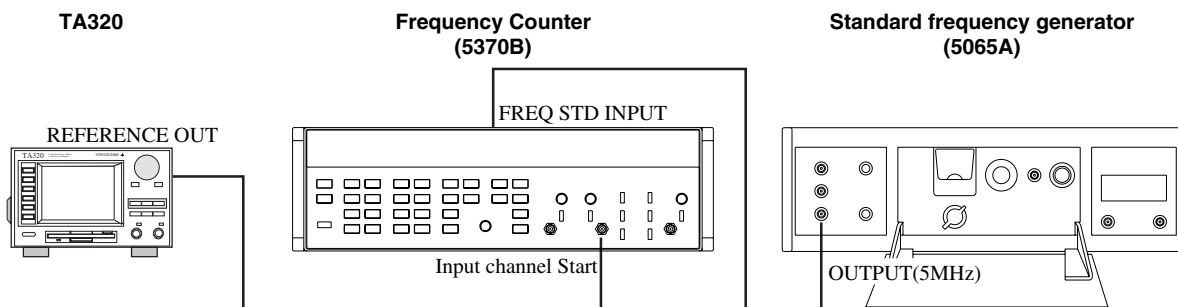 TA320
Frequency Counter
(5370B)
Standard frequency generator
(5065A)
FREQ STD INPUT
REFERENCE OUT
TA320
YOKOGAWA
Input channel Start
OUTPUT(5MHz)